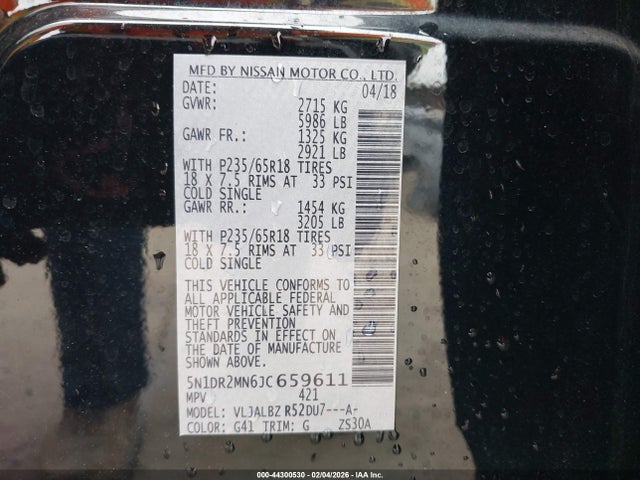 MFD BY NISSAN MOTOR CO., LTD.
DATE: 04/18
GVWR: 2715 KG
5986 LB
GAWR FR.: 1325 KG
2921 LB
WITH P235/65R18 TIRES
18 X 7.5 RIMS AT 33 PSI
COLD SINGLE
GAWR RR.: 1454 KG
3205 LB
WITH P235/65R18 TIRES
18 X 7.5 RIMS AT 33 PSI
COLD SINGLE
THIS VEHICLE CONFORMS TO
ALL APPLICABLE FEDERAL
MOTOR VEHICLE SAFETY AND
THEFT PREVENTION
STANDARDS IN EFFECT ON
THE DATE OF MANUFACTURE
SHOWN ABOVE.
5N1DR2MN6JC659611
MPV 421
MODEL: VLJALBZ R52DU7---A-
COLOR: G41 TRIM: G ZS30A
000-44300530 - 02/04/2026 - IAA, Inc.